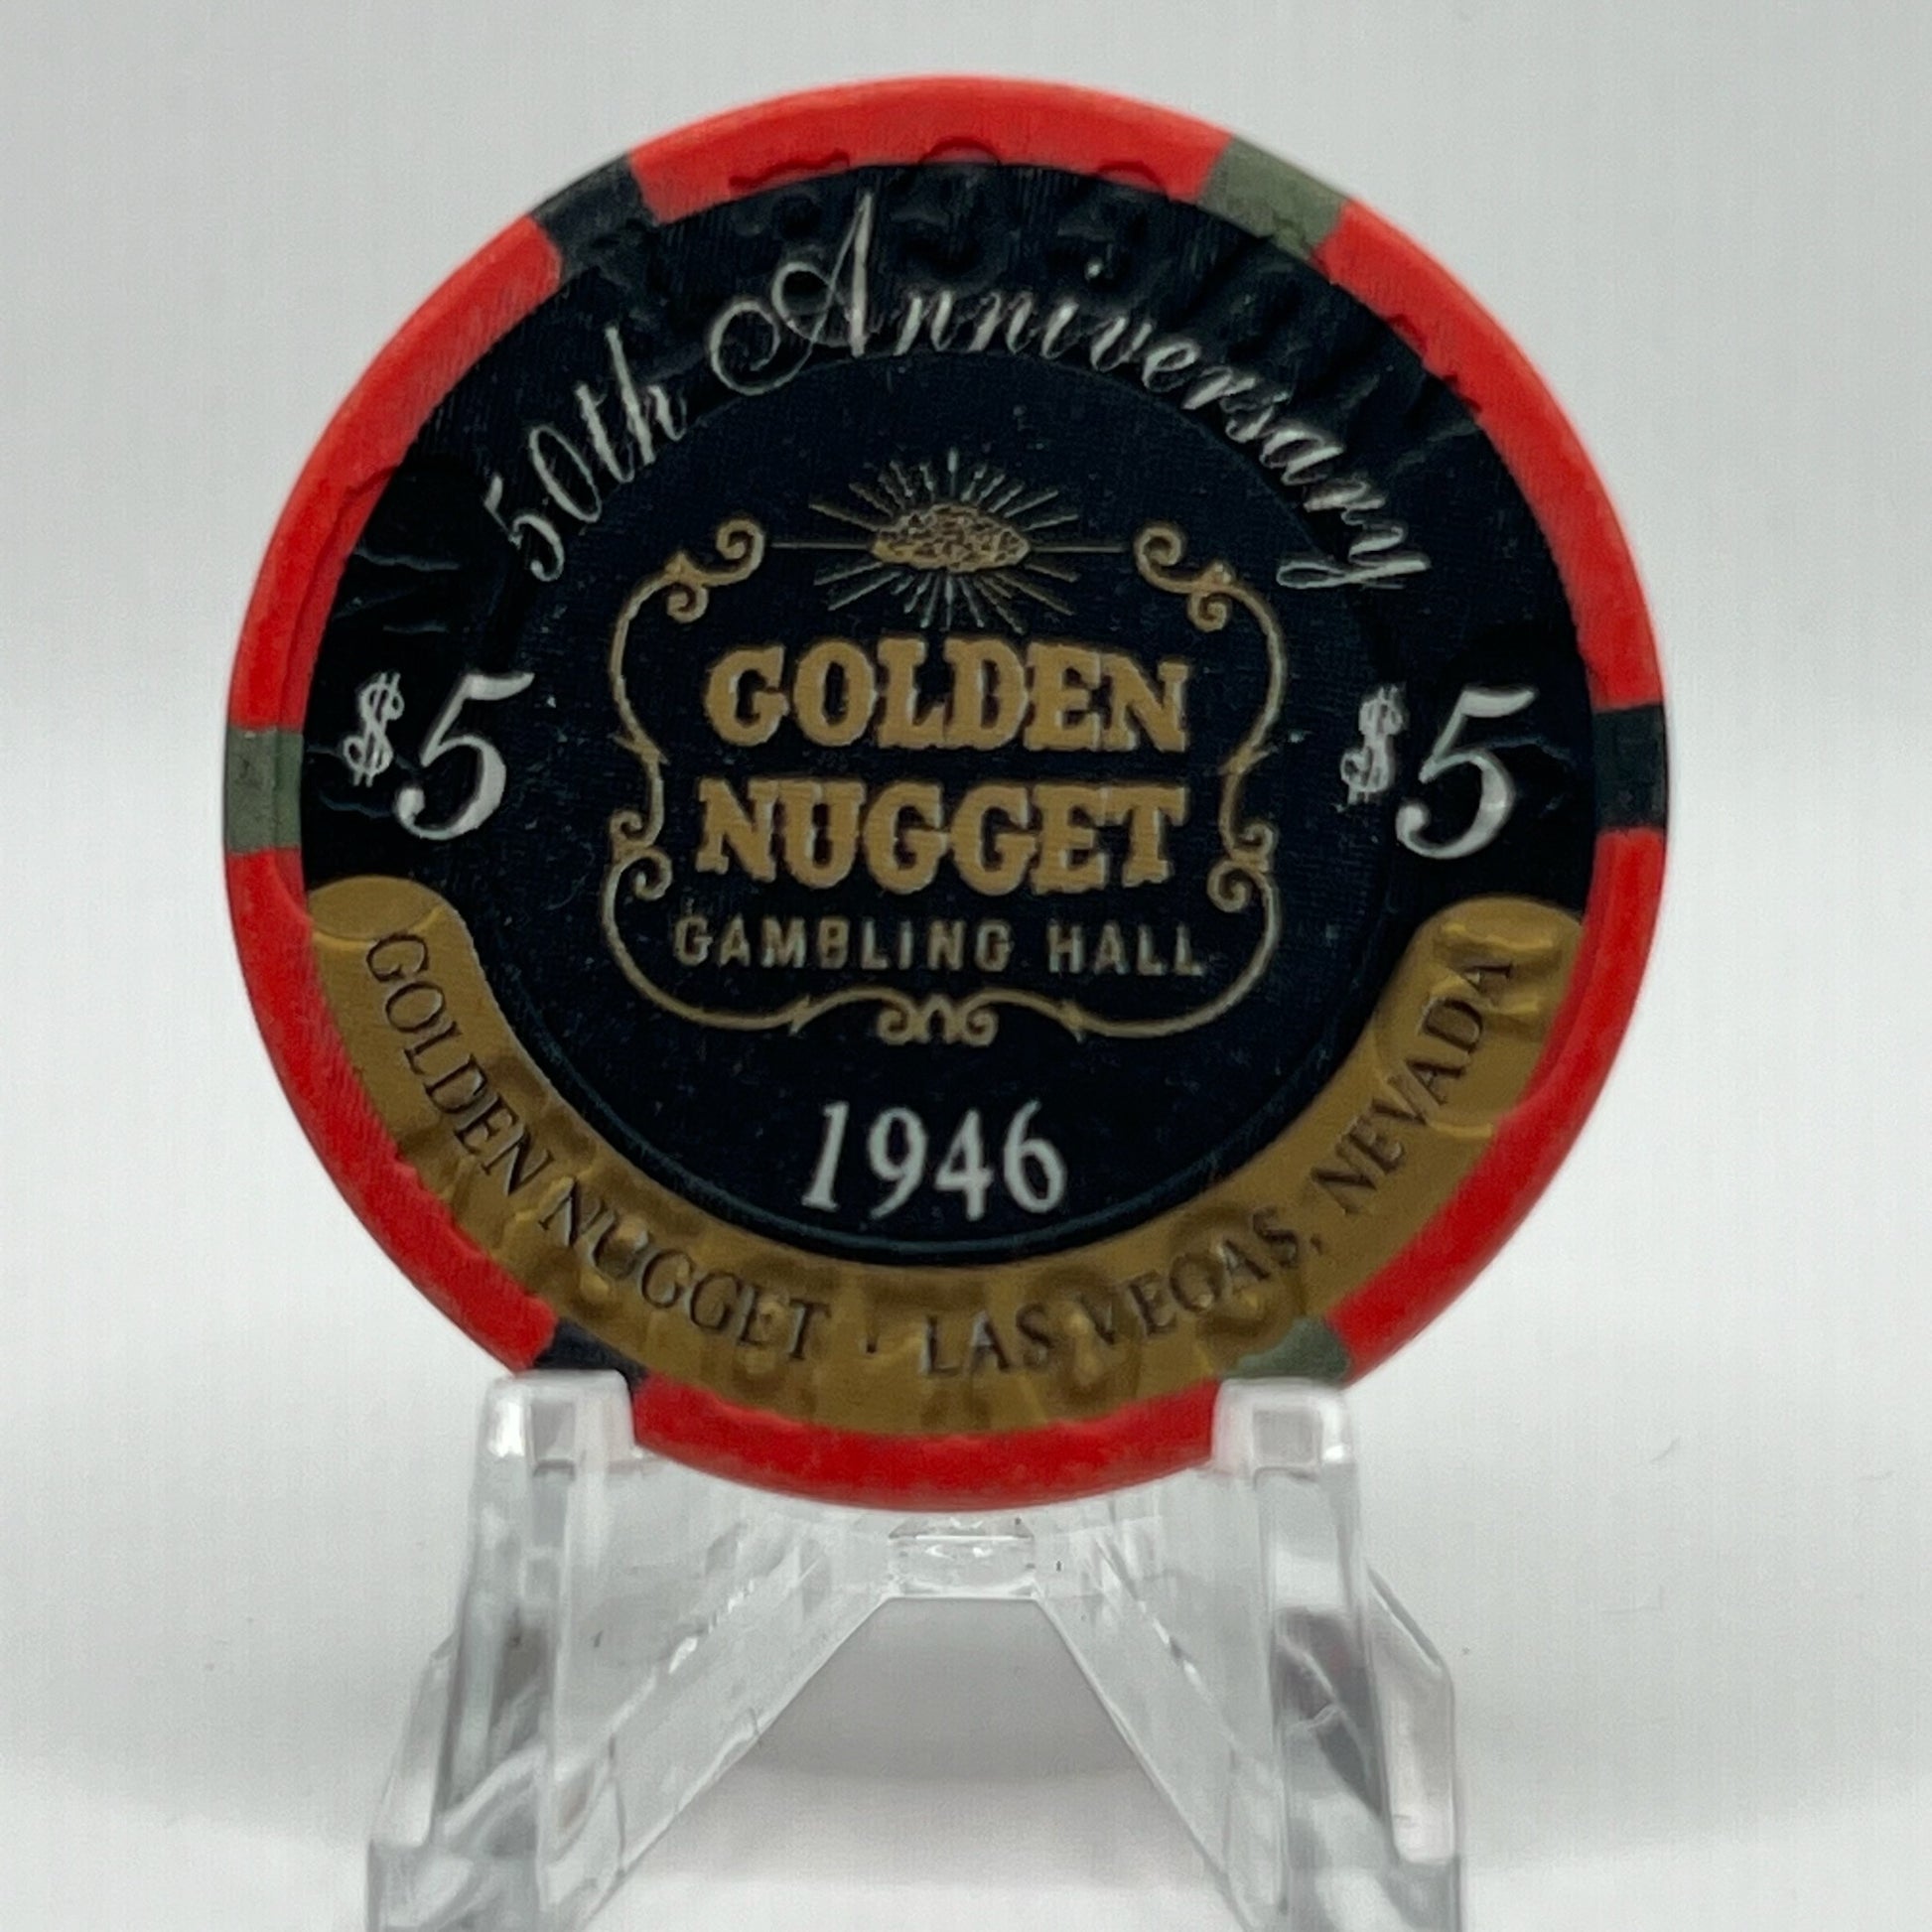 50th Anniversary
$5
$5
GOLDEN
NUGGET
GAMBLING HALL
1946
GOLDEN NUGGET · LAS VEGAS, NEVADA